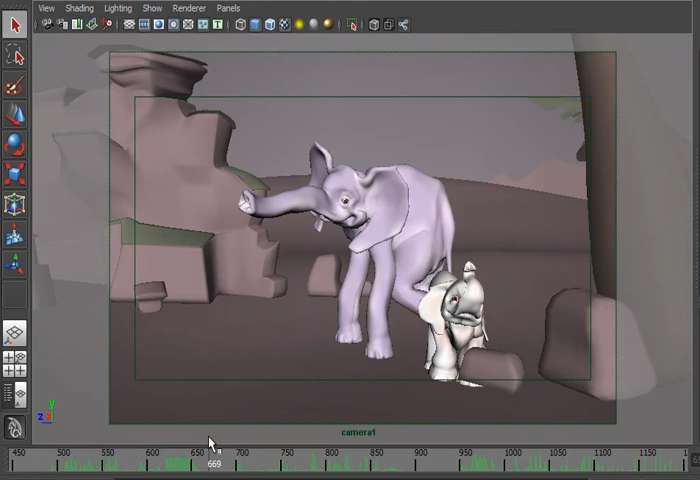 View Shading Lighting Show Renderer Panels
T
y
z
camera1
450 500 550 600 650 700 750 800 850 900 950 1000 1050 1100 1150
669